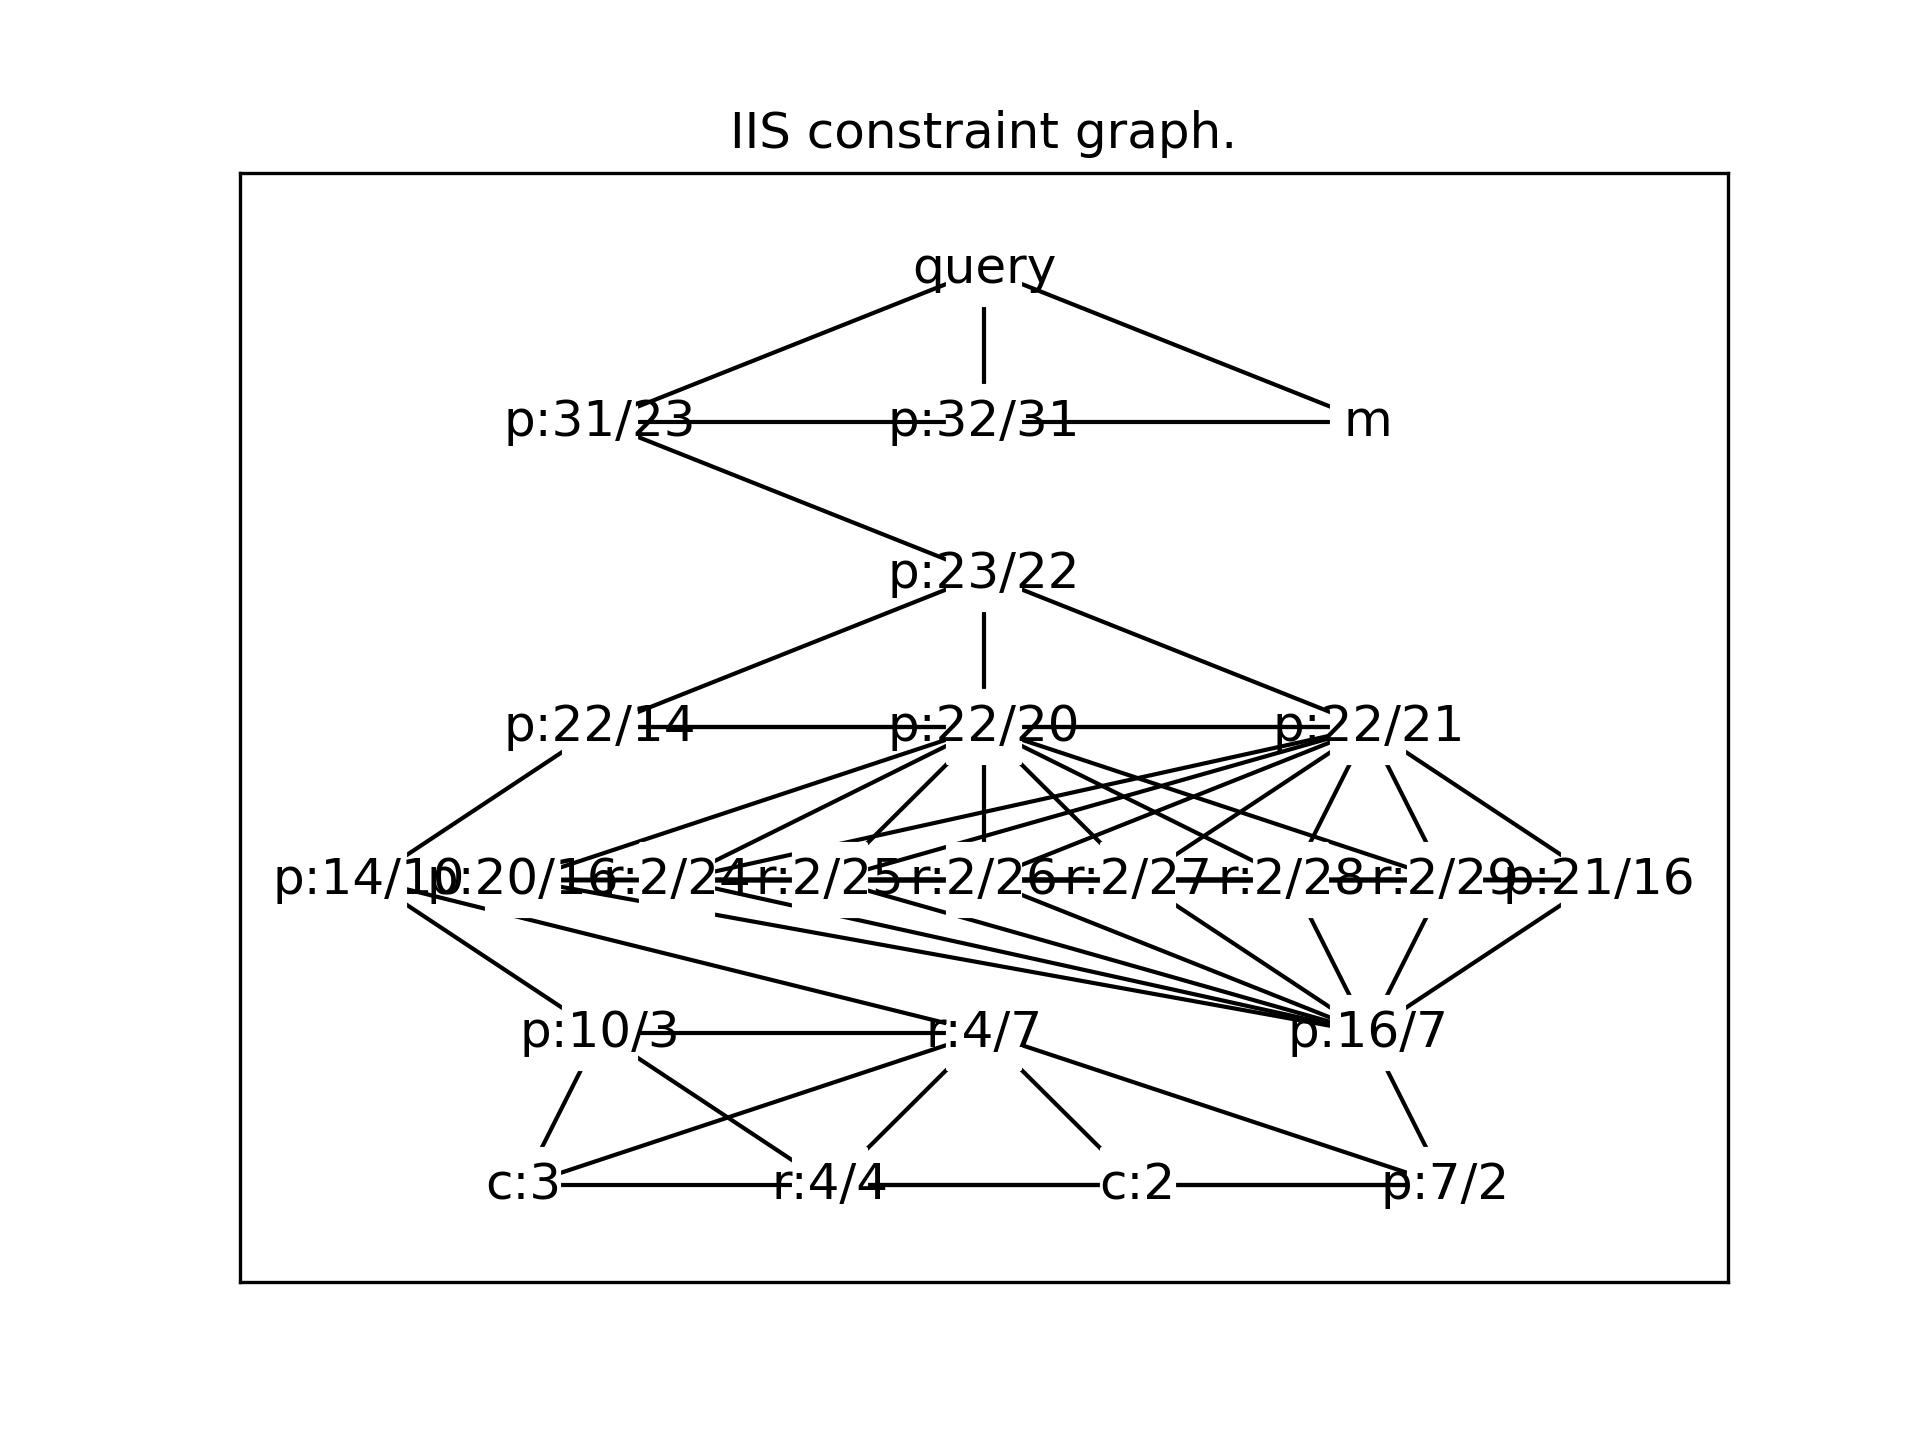 IIS constraint graph.
query
p:31/23 p:32/31 m
p:23/22
p:22/14 p:22/20 p:22/21
p:14/10 p:20/16 r:2/24 r:2/25 r:2/26 r:2/27 r:2/28 r:2/29 p:21/16
p:10/3 r:4/7 p:16/7
c:3 r:4/4 c:2 p:7/2